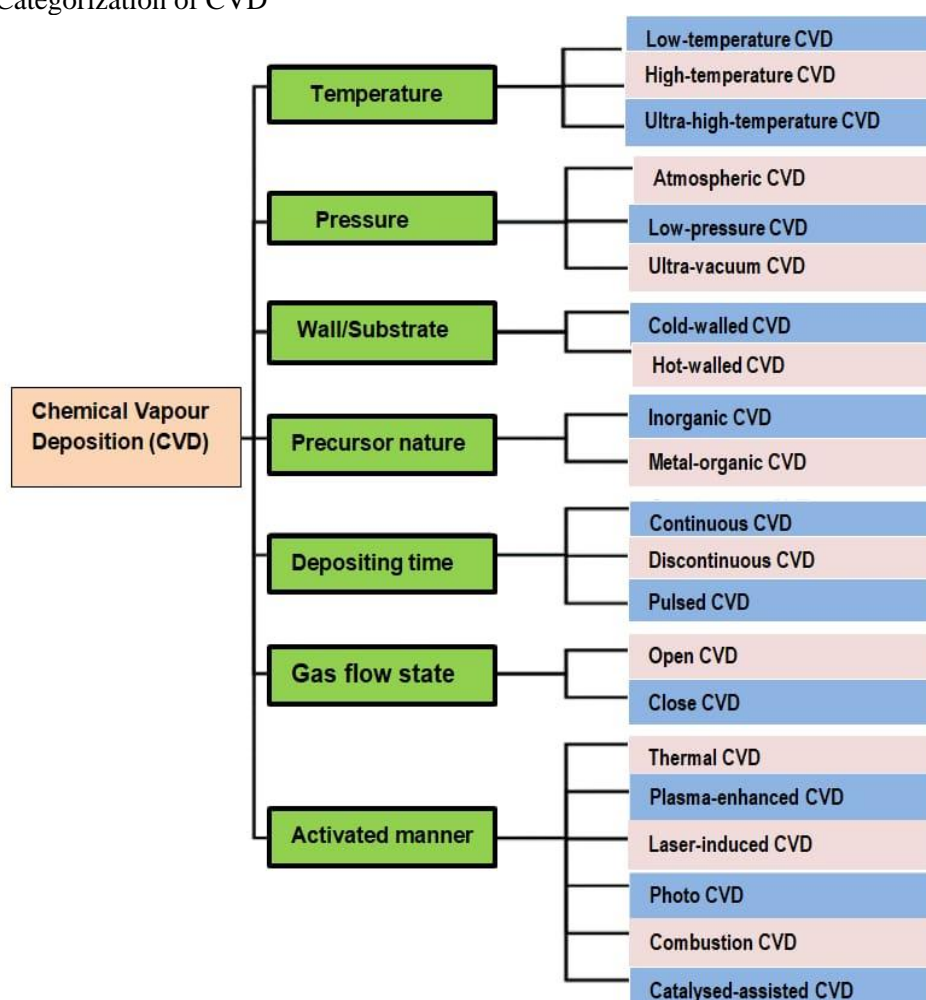 Categorization of CVD
Low-temperature CVD
Temperature
High-temperature CVD
Ultra-high-temperature CVD
Atmospheric CVD
Pressure
Low-pressure CVD
Ultra-vacuum CVD
Wall/Substrate
Cold-walled CVD
Hot-walled CVD
Chemical Vapour
Deposition (CVD)
Precursor nature
Inorganic CVD
Metal-organic CVD
Depositing time
Continuous CVD
Discontinuous CVD
Pulsed CVD
Gas flow state
Open CVD
Close CVD
Activated manner
Thermal CVD
Plasma-enhanced CVD
Laser-induced CVD
Photo CVD
Combustion CVD
Catalysed-assisted CVD